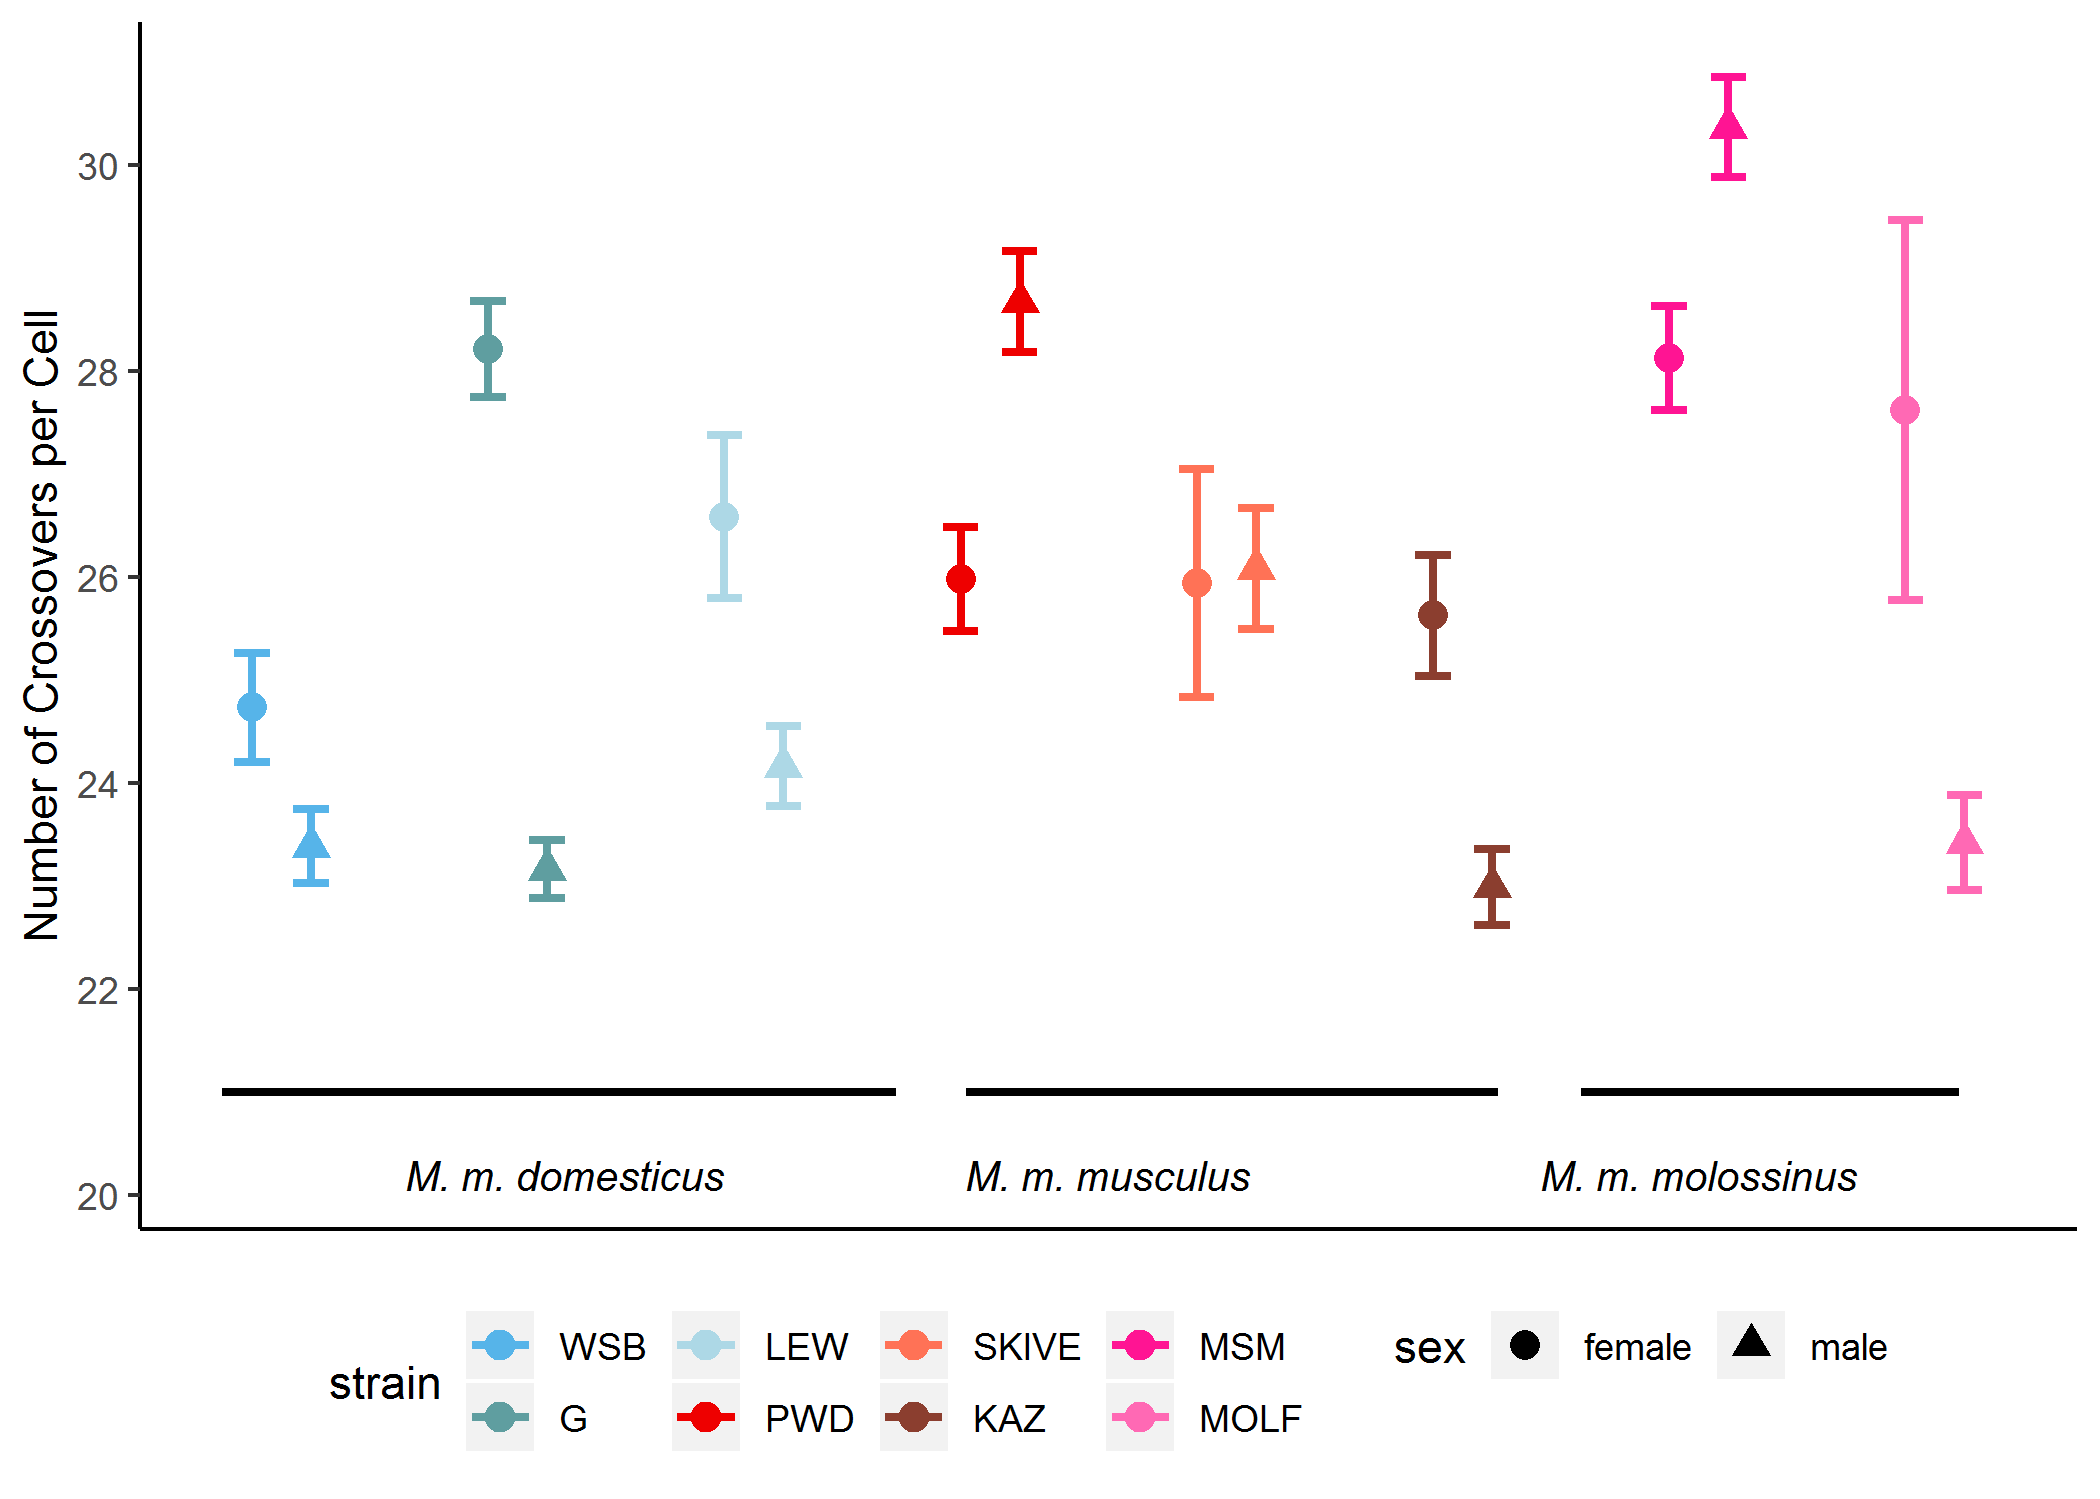 Number of Crossovers per Cell
30
28
26
24
22
20
M. m. domesticus M. m. musculus M. m. molossinus
strain
WSB LEW SKIVE MSM
G PWD KAZ MOLF
sex female male